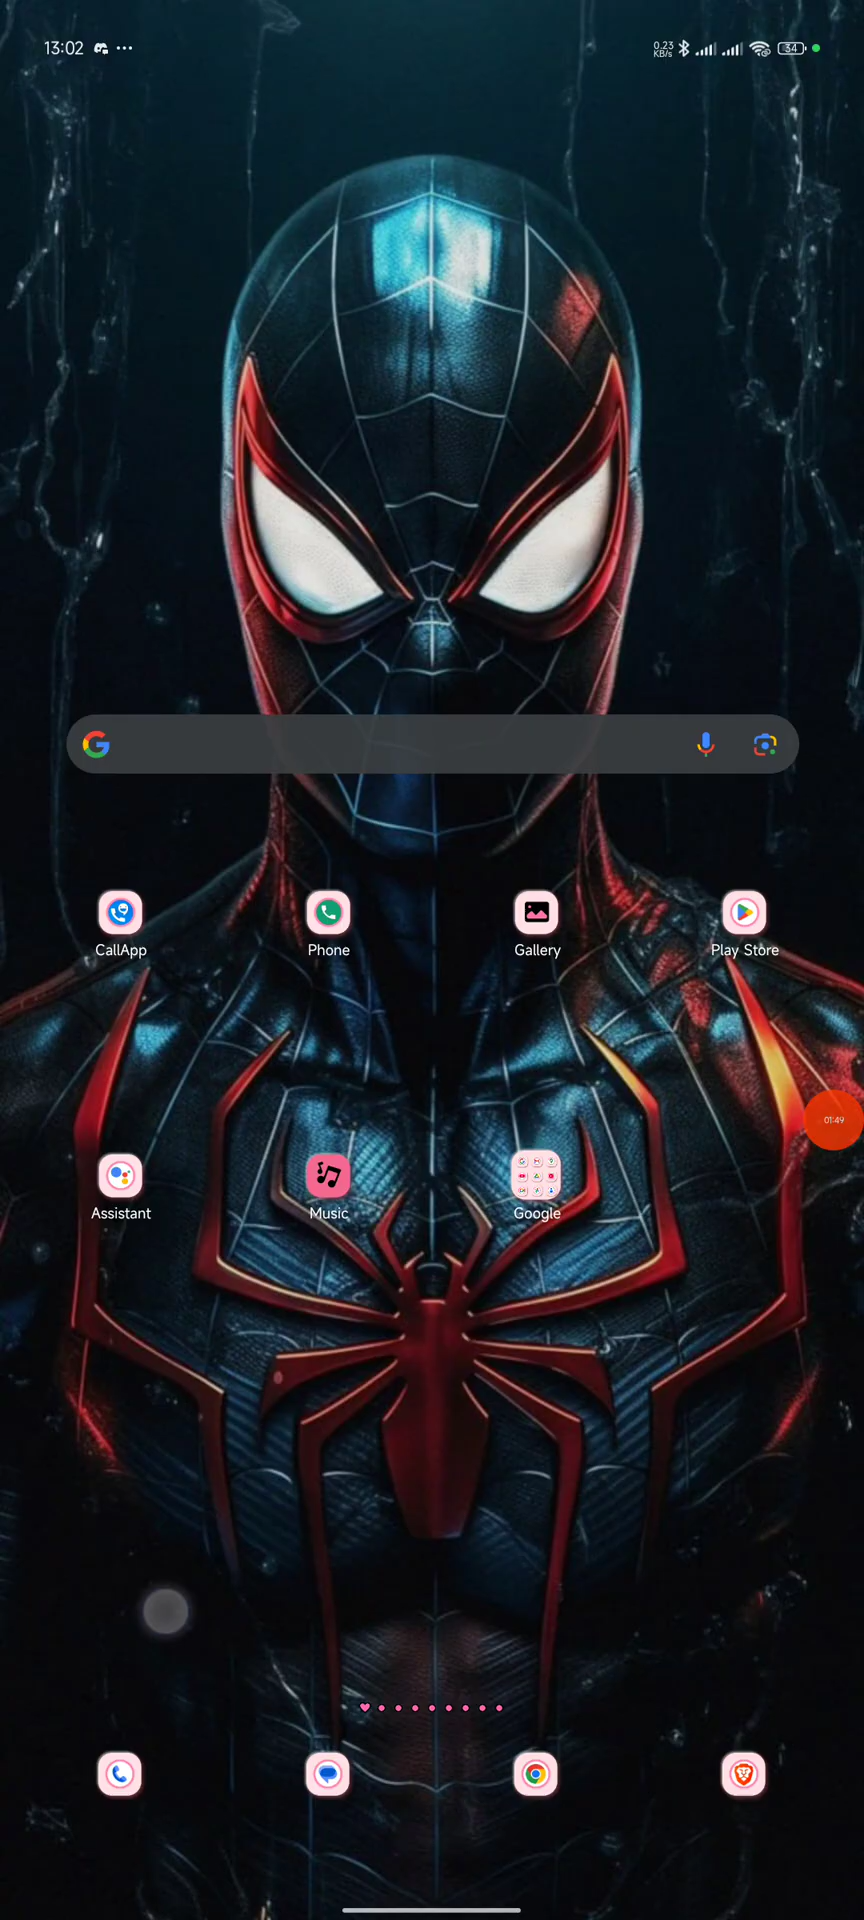 13:02
0.23
KB/s
34
CallApp
Phone
Gallery
Play Store
01:49
Assistant
Music
Google